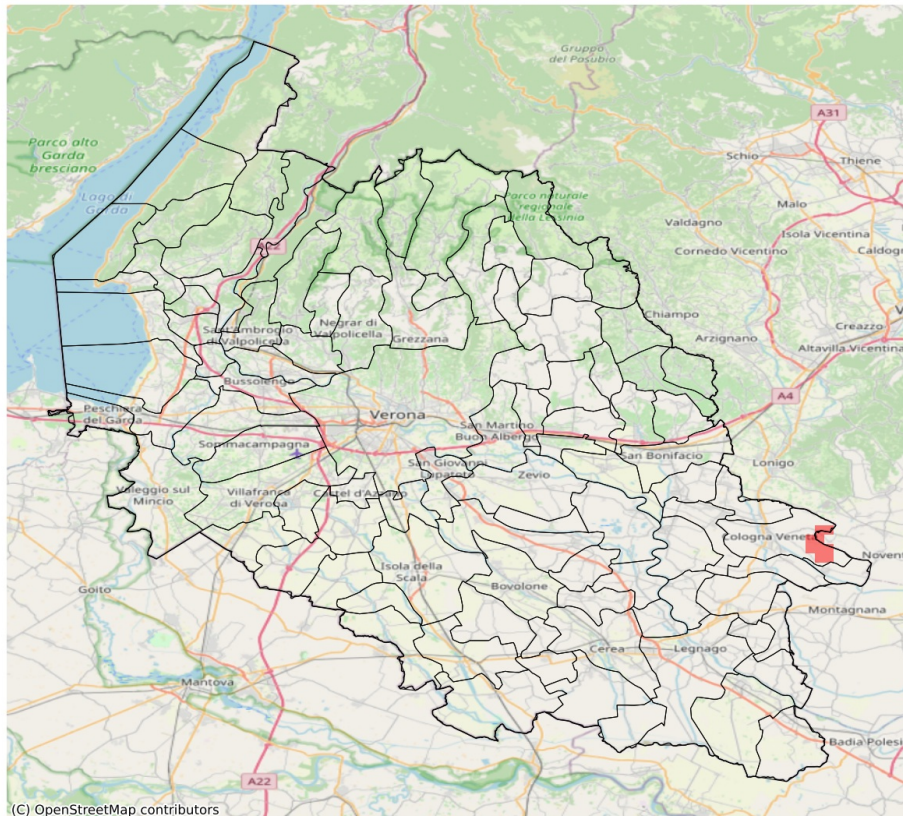 Gruppo
del Pasubio
A31
Schio
Thiene
Parco alto
Garda
bresciano
Lago di
Garda
Parco naturale
regionale
della Lessinia
Malo
Valdagno
Isola Vicentina
Cornedo Vicentino
Caldogn
A22
Chiampo
Creazzo
Sant'Ambrogio
di Valpolicella
Negrar di
Valpolicella
Grezzana
Arzignano
Altavilla Vicentina
Bussolengo
A4
Peschiera
del Garda
Verona
San Martino
Buon Albergo
Sommacampagna
San Bonifacio
San Giovanni
Lupatoto
Lonigo
Zevio
Valeggio sul
Mincio
Villafranca
di Verona
Castel d'Azzano
Cologna Veneta
Novent
Isola della
Scala
Bovolone
Goito
Montagnana
Cerea
Legnago
Mantova
Badia Polesi
A22
(C) OpenStreetMap contributors